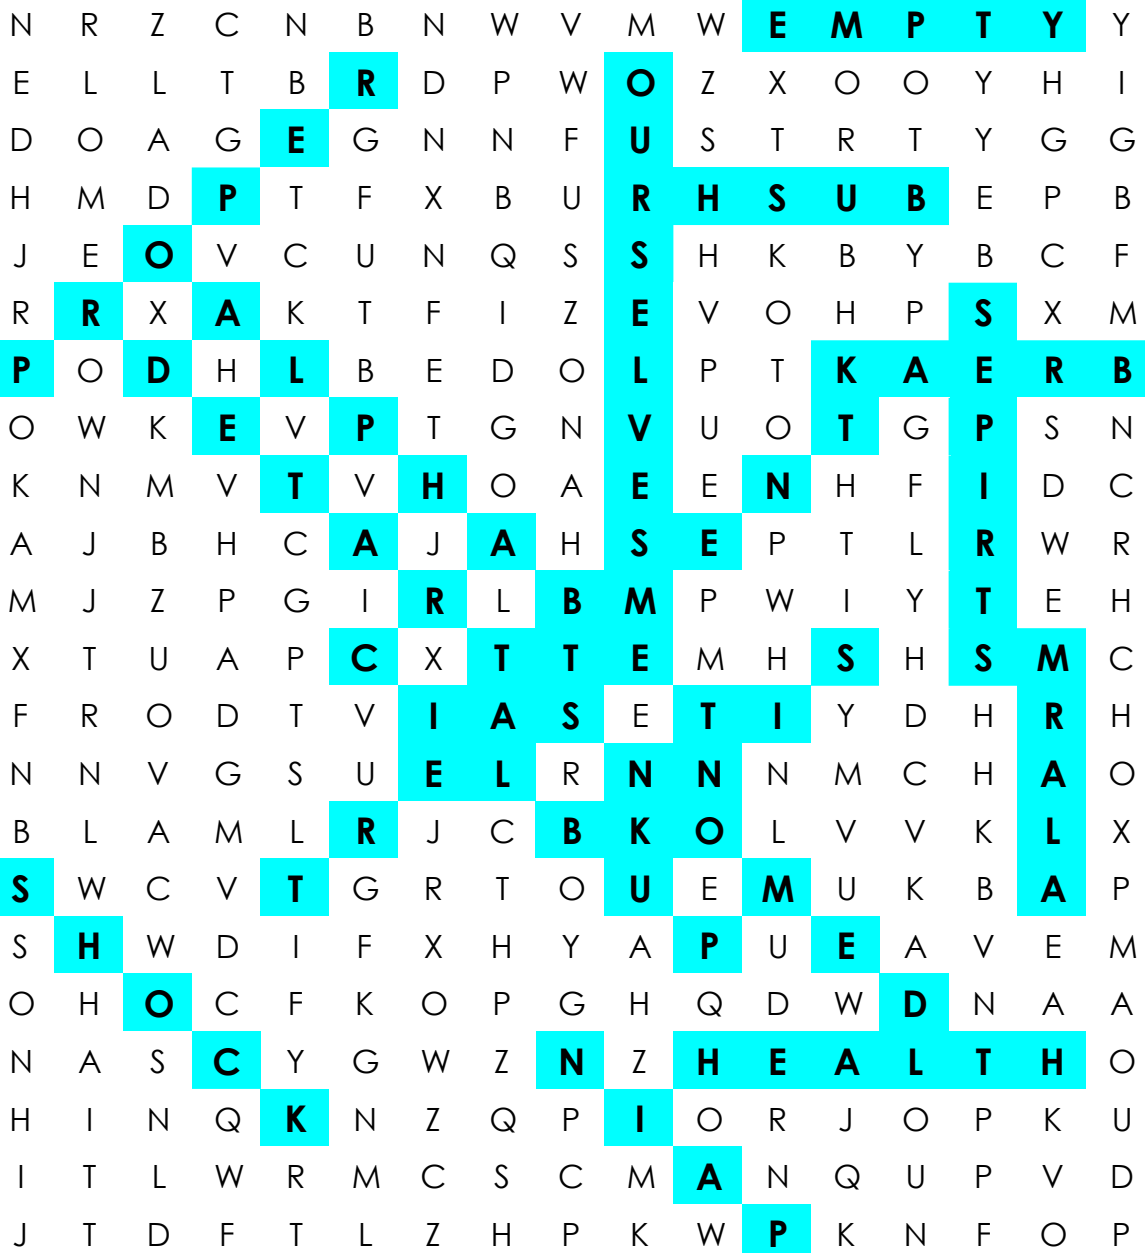 N R Z C N B N W V M W E M P T Y Y
E L L T B R D P W O Z X O O Y H I
D O A G E G N N F U S T R T Y G G
H M D P T F X B U R H S U B E P B
J E O V C U N Q S S H K B Y B C F
R R X A K T F I Z E V O H P S X M
P O D H L B E D O L P T K A E R B
O W K E V P T G N V U O T G P S N
K N M V T V H O A E E N H F I D C
A J B H C A J A H S E P T L R W R
M J Z P G I R L B M P W I Y T E H
X T U A P C X T T E M H S H S M C
F R O D T V I A S E T I Y D H R H
N N V G S U E L R N N N M C H A O
B L A M L R J C B K O L V V K L X
S W C V T G R T O U E M U K B A P
S H W D I F X H Y A P U E A V E M
O H O C F K O P G H Q D W D N A A
N A S C Y G W Z N Z H E A L T H O
H I N Q K N Z Q P I O R J O P K U
I T L W R M C S C M A N Q U P V D
J T D F T L Z H P K W P K N F O P